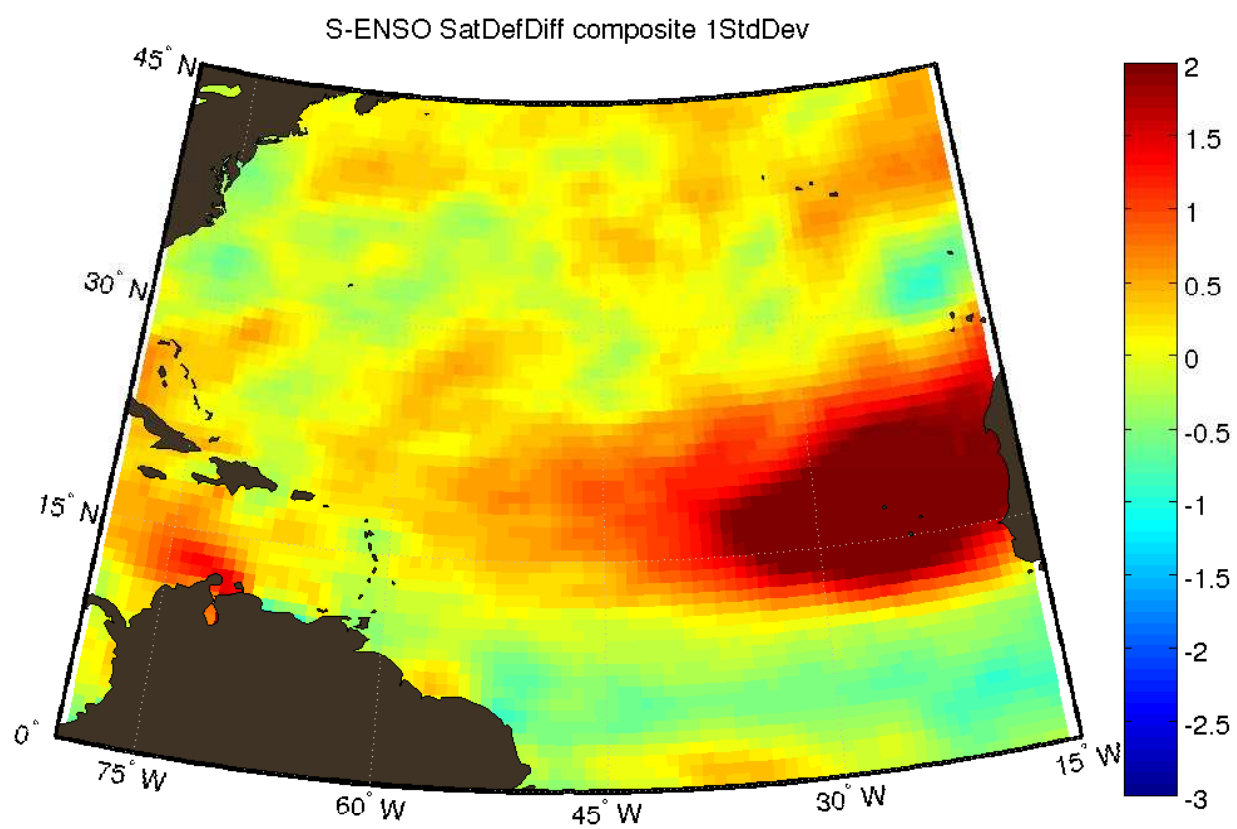 S-ENSO SatDefDiff composite 1StdDev
45° N
30° N
15° N
0°
75° W
60° W
45° W
30° W
15° W
2
1.5
1
0.5
0
-0.5
-1
-1.5
-2
-2.5
-3